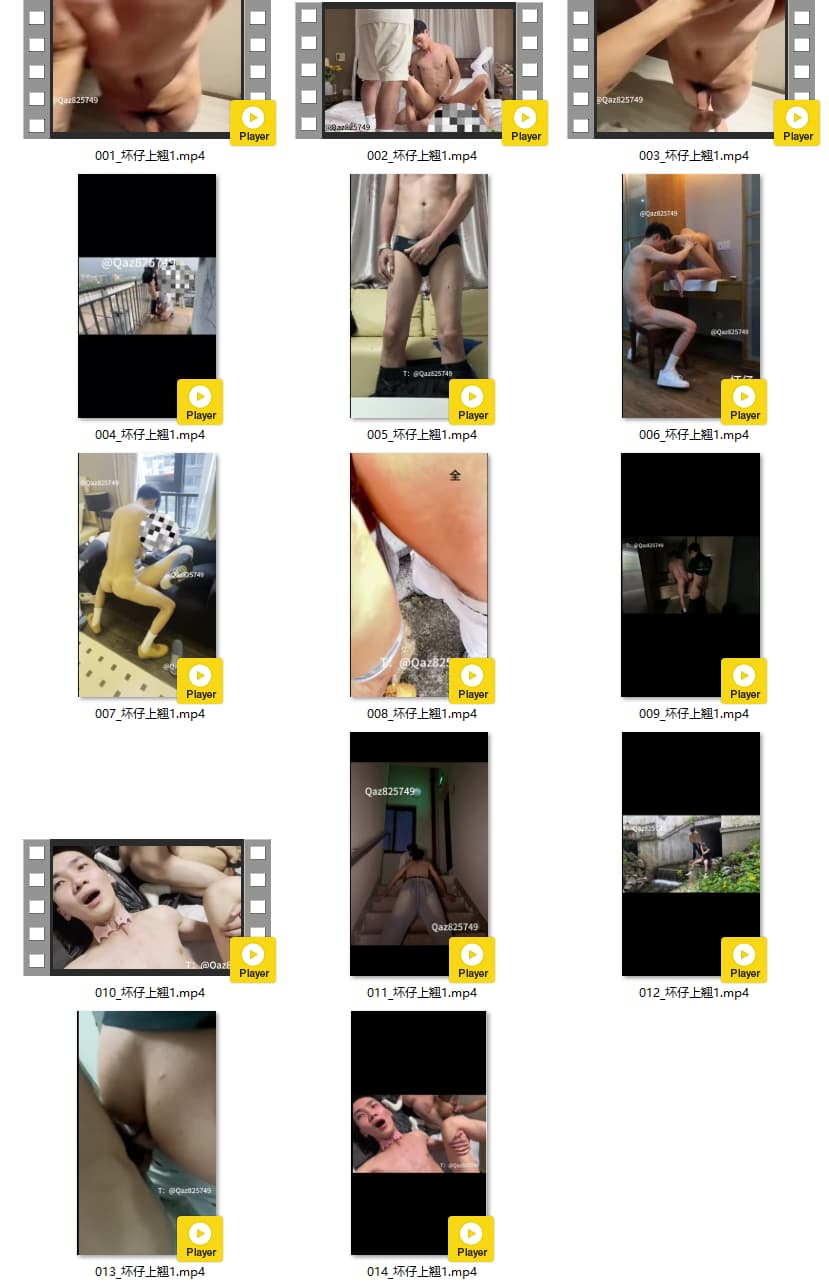 @Qaz825749
Player
001_坏仔上翘1.mp4
@Qaz825749
Player
002_坏仔上翘1.mp4
@Qaz825749
Player
003_坏仔上翘1.mp4
@Qaz825749
Player
004_坏仔上翘1.mp4
T：@Qaz825749
Player
005_坏仔上翘1.mp4
@Qaz825749
@Qaz825749
坏仔
Player
006_坏仔上翘1.mp4
@Qaz825749
@Qaz825749
Player
007_坏仔上翘1.mp4
全
T：@Qaz825
Player
008_坏仔上翘1.mp4
T：@Qaz825749
Player
009_坏仔上翘1.mp4
T：@Qaz8
Player
010_坏仔上翘1.mp4
Qaz825749
Qaz825749
Player
011_坏仔上翘1.mp4
Player
012_坏仔上翘1.mp4
T：@Qaz825749
Player
013_坏仔上翘1.mp4
T：@Qaz825749
Player
014_坏仔上翘1.mp4